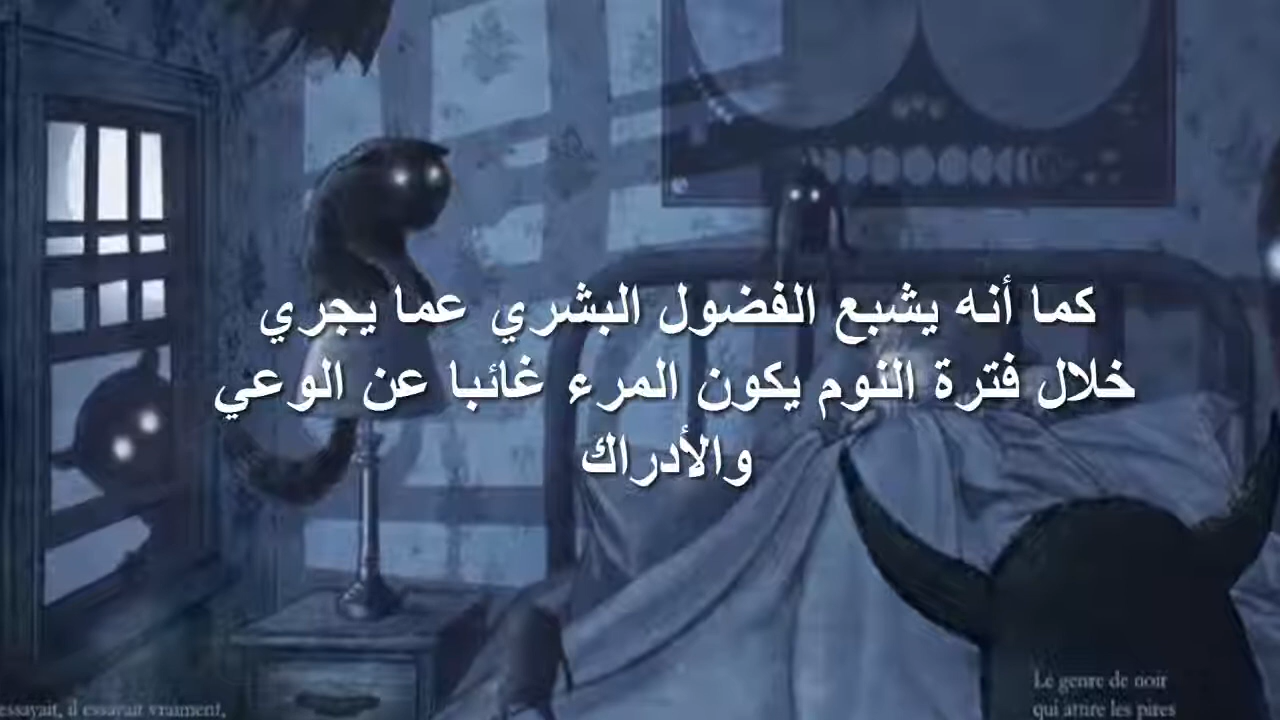 كما أنه يشبع الفضول البشري عما يجري
خلال فترة النوم يكون المرء غائبا عن الوعي
والأدراك
Le genre de noir
qui attire les pires
essayait, il essayait vraiment,